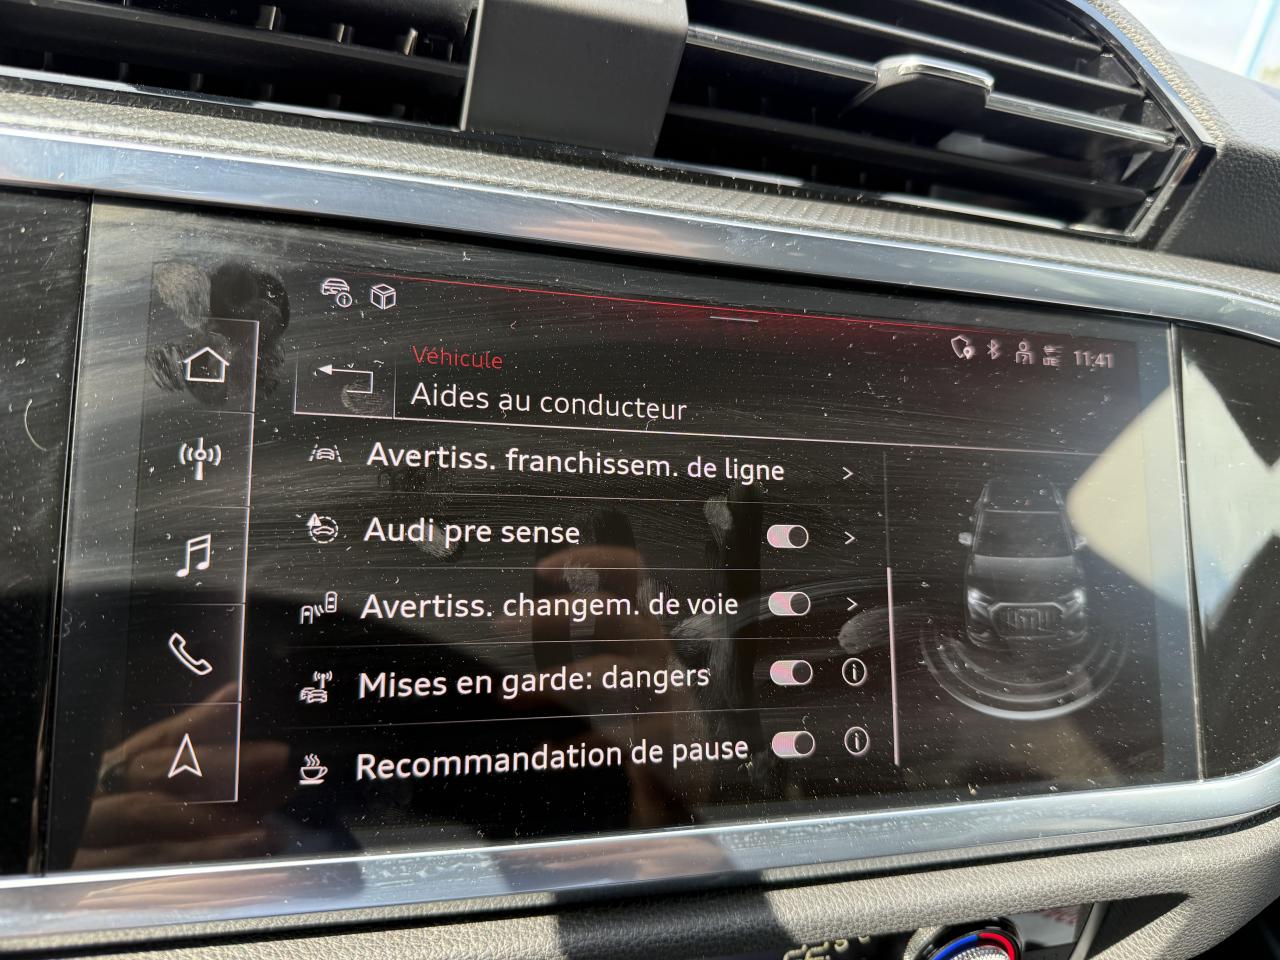 LTE 11:41
Véhicule
Aides au conducteur
Avertiss. franchissem. de ligne
Audi pre sense
Avertiss. changem. de voie
Mises en garde: dangers
Recommandation de pause